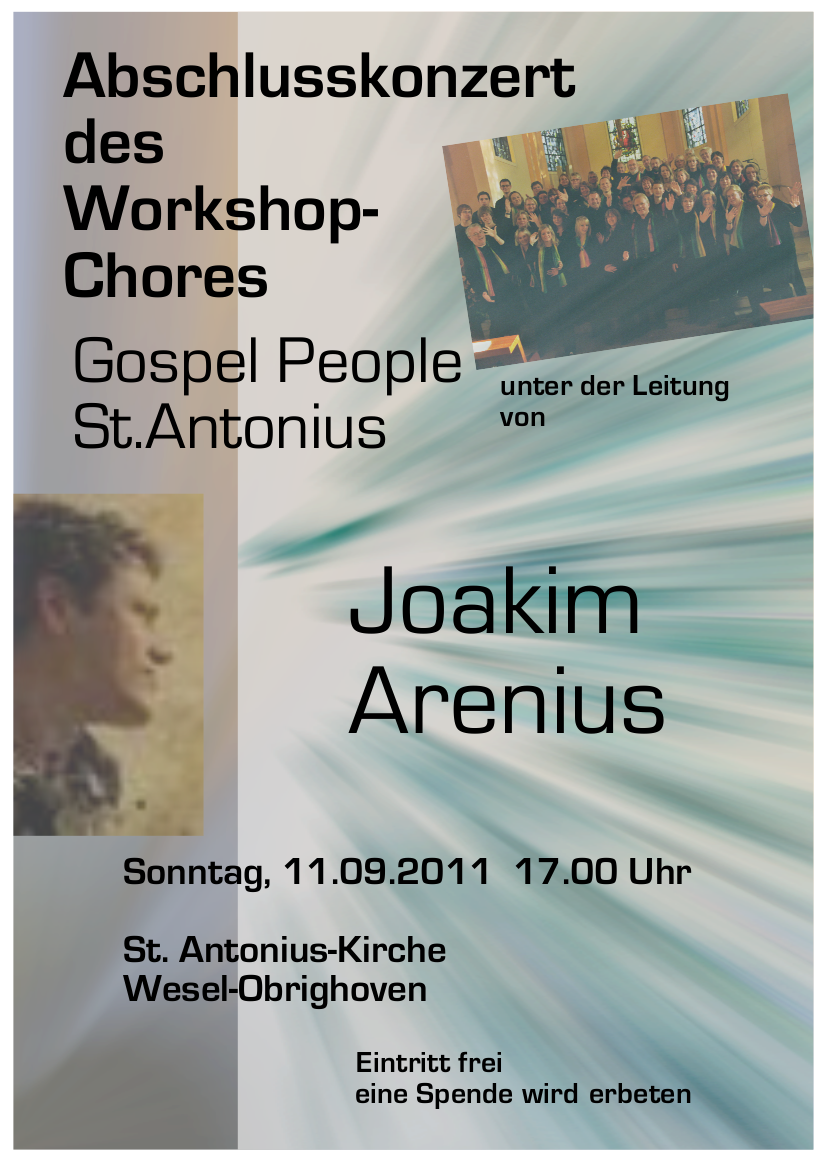 Abschlusskonzert
des
Workshop-
Chores
Gospel People
St.Antonius
unter der Leitung
von
Joakim
Arenius
Sonntag, 11.09.2011 17.00 Uhr
St. Antonius-Kirche
Wesel-Obrighoven
Eintritt frei
eine Spende wird erbeten